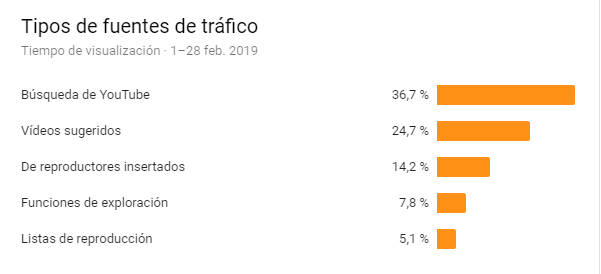 Tipos de fuentes de tráfico
Tiempo de visualización · 1–28 feb. 2019
Búsqueda de YouTube 36,7 %
Vídeos sugeridos 24,7 %
De reproductores insertados 14,2 %
Funciones de exploración 7,8 %
Listas de reproducción 5,1 %